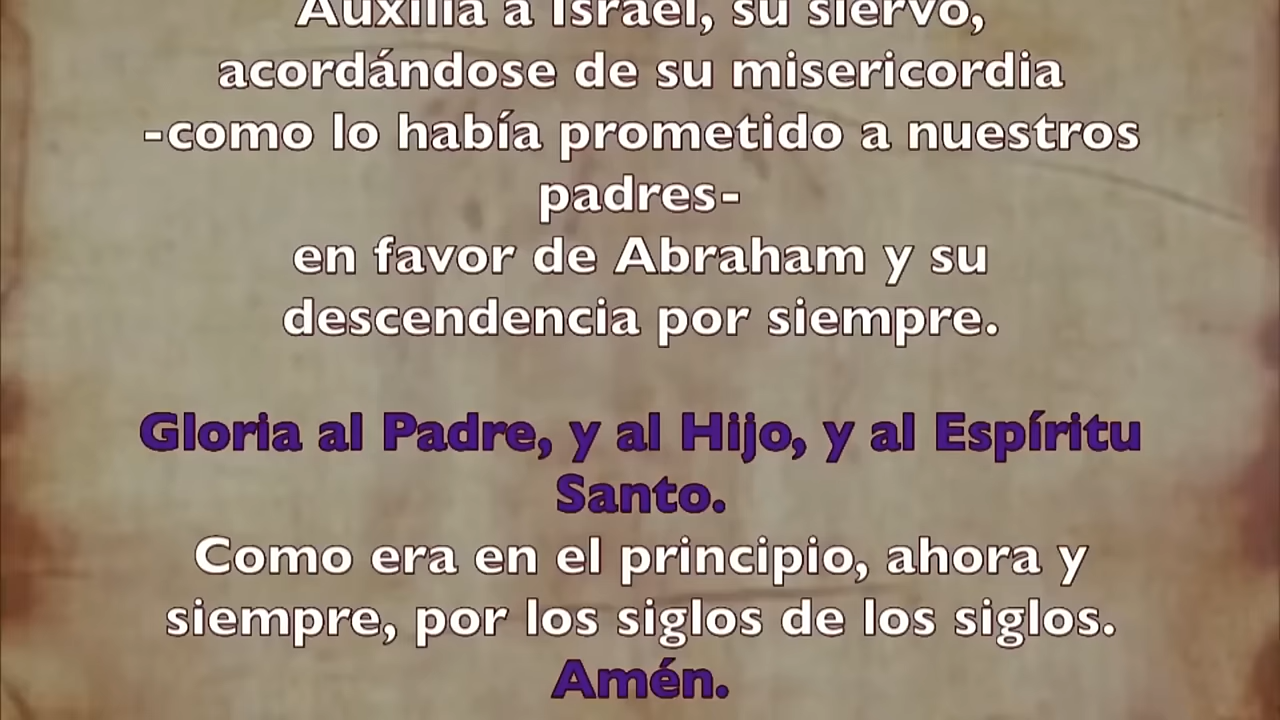 Auxilia a Israel, su siervo,
acordándose de su misericordia
-como lo había prometido a nuestros
padres-
en favor de Abraham y su
descendencia por siempre.
Gloria al Padre, y al Hijo, y al Espíritu
Santo.
Como era en el principio, ahora y
siempre, por los siglos de los siglos.
Amén.